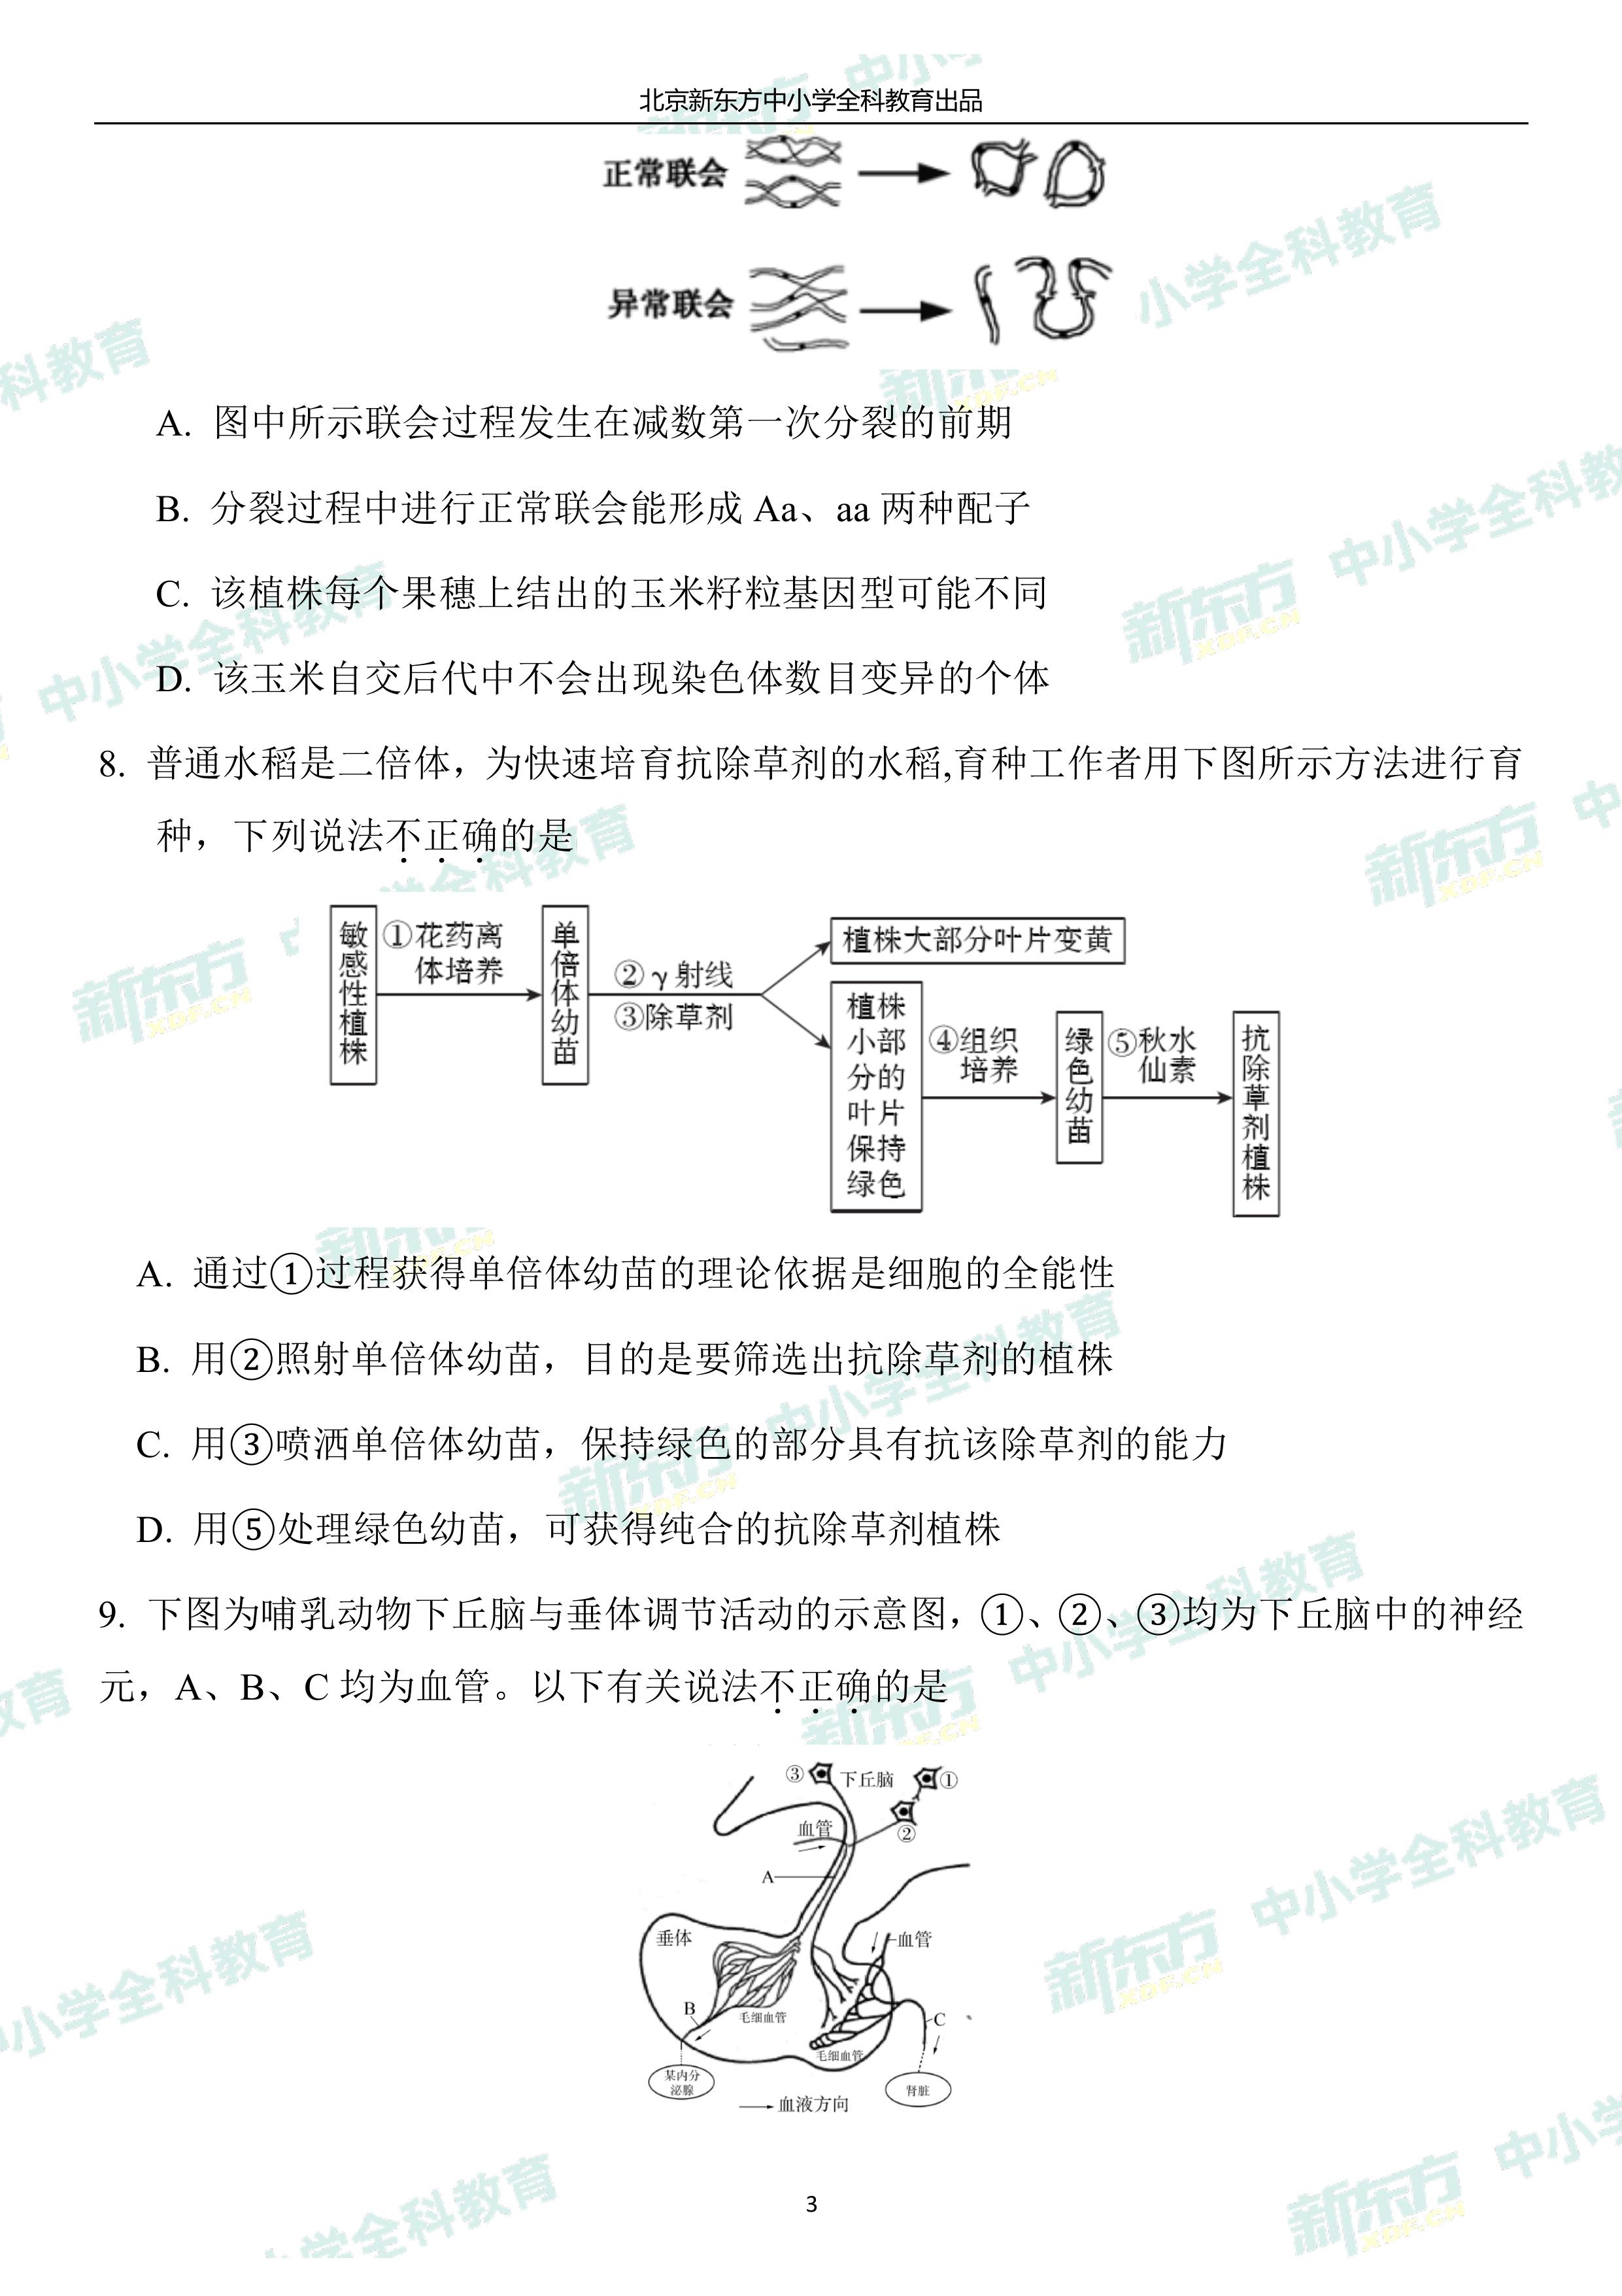 北京新东方中小学全科教育出品
正常联会
异常联会
A. 图中所示联会过程发生在减数第一次分裂的前期
B. 分裂过程中进行正常联会能形成 Aa、aa 两种配子
C. 该植株每个果穗上结出的玉米籽粒基因型可能不同
D. 该玉米自交后代中不会出现染色体数目变异的个体
8. 普通水稻是二倍体，为快速培育抗除草剂的水稻,育种工作者用下图所示方法进行育
种，下列说法不正确的是
敏感性植株
①花药离
体培养
单倍体幼苗
②γ射线
③除草剂
植株大部分叶片变黄
植株
小部
分的
叶片
保持
绿色
④组织
培养
绿色幼苗
⑤秋水
仙素
抗除草剂植株
A. 通过①过程获得单倍体幼苗的理论依据是细胞的全能性
B. 用②照射单倍体幼苗，目的是要筛选出抗除草剂的植株
C. 用③喷洒单倍体幼苗，保持绿色的部分具有抗该除草剂的能力
D. 用⑤处理绿色幼苗，可获得纯合的抗除草剂植株
9. 下图为哺乳动物下丘脑与垂体调节活动的示意图，①、②、③均为下丘脑中的神经
元，A、B、C 均为血管。以下有关说法不正确的是
③ 下丘脑 ①
血管 ②
A
垂体 血管
B 毛细血管 C
毛细血管
某内分
泌腺
肾脏
血液方向
3
新东方 XDF.CN 中小学全科教育